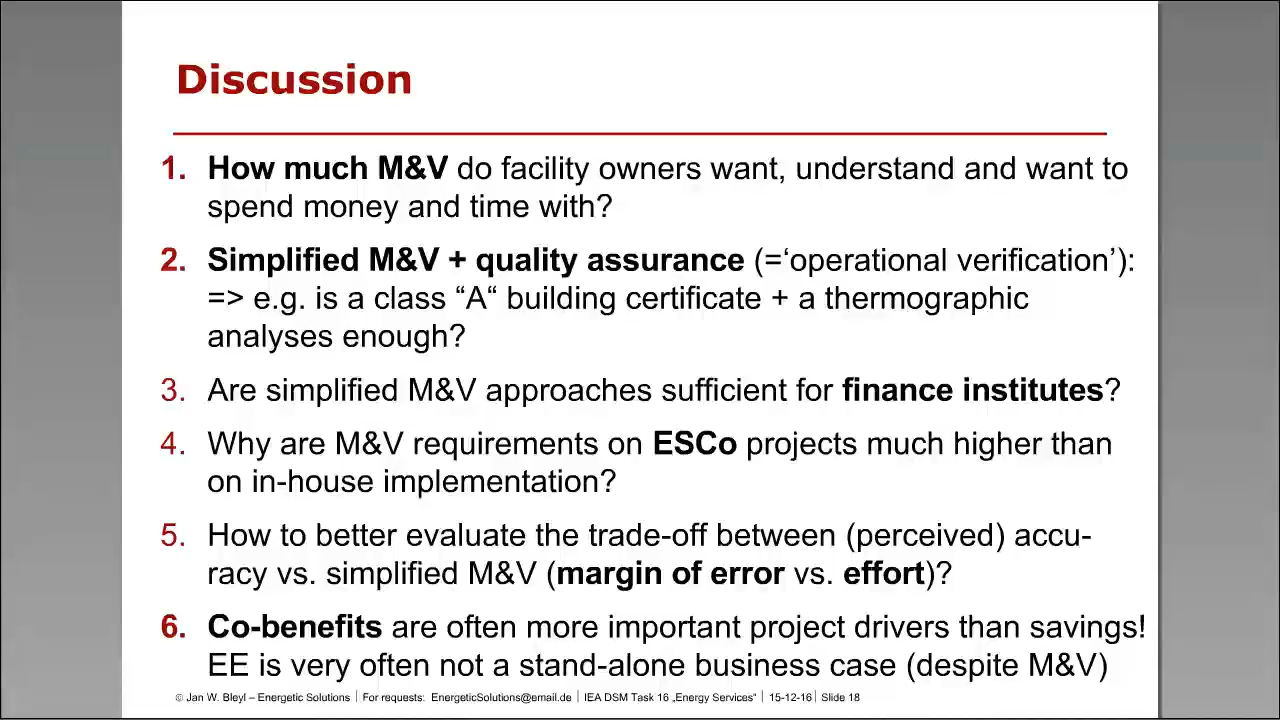 Discussion
1. How much M&V do facility owners want, understand and want to
spend money and time with?
2. Simplified M&V + quality assurance (=‘operational verification’):
=> e.g. is a class “A“ building certificate + a thermographic
analyses enough?
3. Are simplified M&V approaches sufficient for finance institutes?
4. Why are M&V requirements on ESCo projects much higher than
on in-house implementation?
5. How to better evaluate the trade-off between (perceived) accu-
racy vs. simplified M&V (margin of error vs. effort)?
6. Co-benefits are often more important project drivers than savings!
EE is very often not a stand-alone business case (despite M&V)
© Jan W. Bleyl – Energetic Solutions | For requests: EnergeticSolutions@email.de | IEA DSM Task 16 „Energy Services“ | 15-12-16 | Slide 18